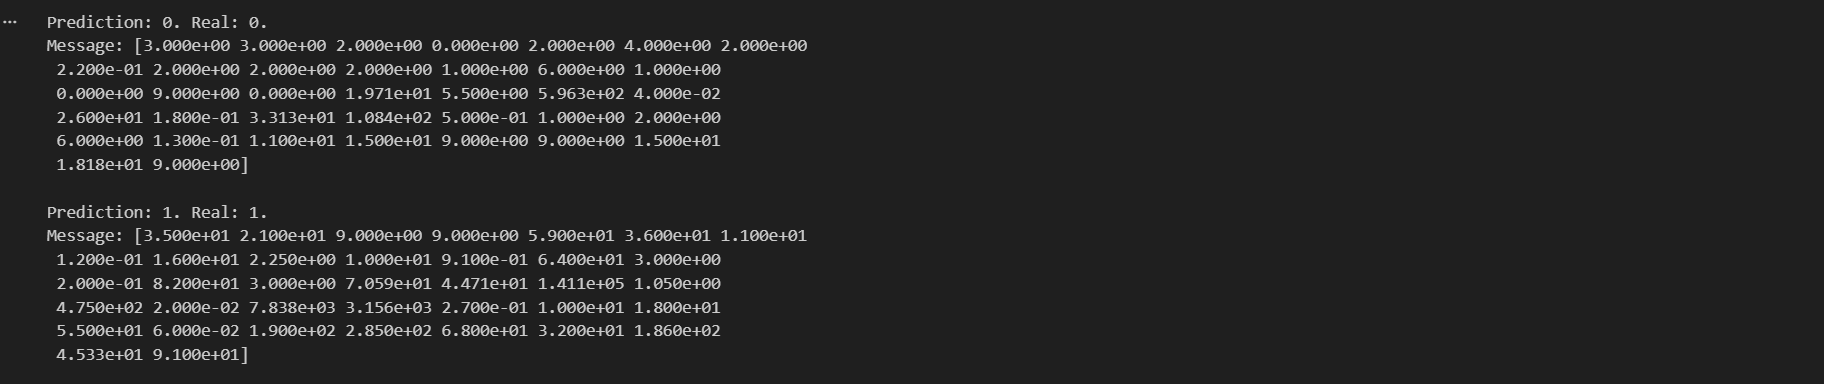 ... Prediction: 0. Real: 0.
Message: [3.000e+00 3.000e+00 2.000e+00 0.000e+00 2.000e+00 4.000e+00 2.000e+00
2.200e-01 2.000e+00 2.000e+00 2.000e+00 1.000e+00 6.000e+00 1.000e+00
0.000e+00 9.000e+00 0.000e+00 1.971e+01 5.500e+00 5.963e+02 4.000e-02
2.600e+01 1.800e-01 3.313e+01 1.084e+02 5.000e-01 1.000e+00 2.000e+00
6.000e+00 1.300e-01 1.100e+01 1.500e+01 9.000e+00 9.000e+00 1.500e+01
1.818e+01 9.000e+00]
Prediction: 1. Real: 1.
Message: [3.500e+01 2.100e+01 9.000e+00 9.000e+00 5.900e+01 3.600e+01 1.100e+01
1.200e-01 1.600e+01 2.250e+00 1.000e+01 9.100e-01 6.400e+01 3.000e+00
2.000e-01 8.200e+01 3.000e+00 7.059e+01 4.471e+01 1.411e+05 1.050e+00
4.750e+02 2.000e-02 7.838e+03 3.156e+03 2.700e-01 1.000e+01 1.800e+01
5.500e+01 6.000e-02 1.900e+02 2.850e+02 6.800e+01 3.200e+01 1.860e+02
4.533e+01 9.100e+01]